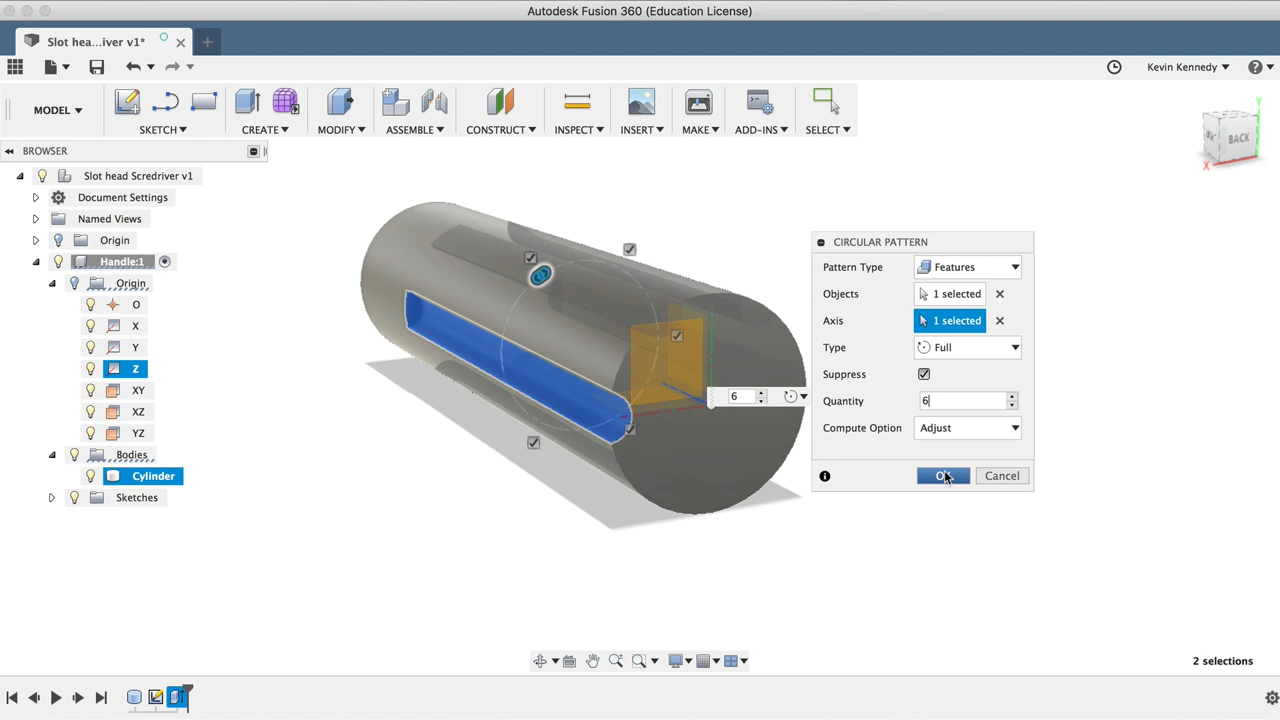 Autodesk Fusion 360 (Education License)
Slot hea...iver v1*
Kevin Kennedy
MODEL
SKETCH
CREATE
MODIFY
ASSEMBLE
CONSTRUCT
INSPECT
INSERT
MAKE
ADD-INS
SELECT
BROWSER
Slot head Scredriver v1
Document Settings
Named Views
Origin
Handle:1
Origin
O
X
Y
Z
XY
XZ
YZ
Bodies
Cylinder
Sketches
Y
BACK
X
6
CIRCULAR PATTERN
Pattern Type Features
Objects 1 selected
Axis 1 selected
Type Full
Suppress
Quantity 6
Compute Option Adjust
OK Cancel
2 selections